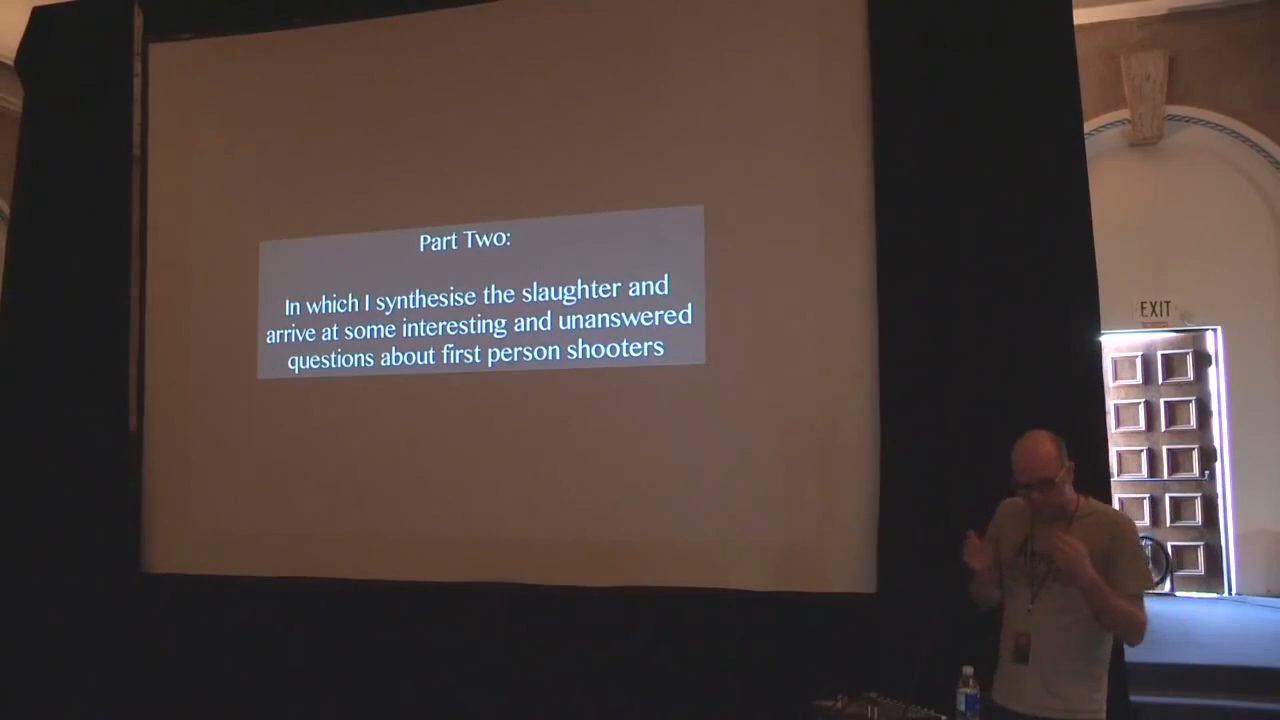 Part Two:
In which I synthesise the slaughter and
arrive at some interesting and unanswered
questions about first person shooters
EXIT